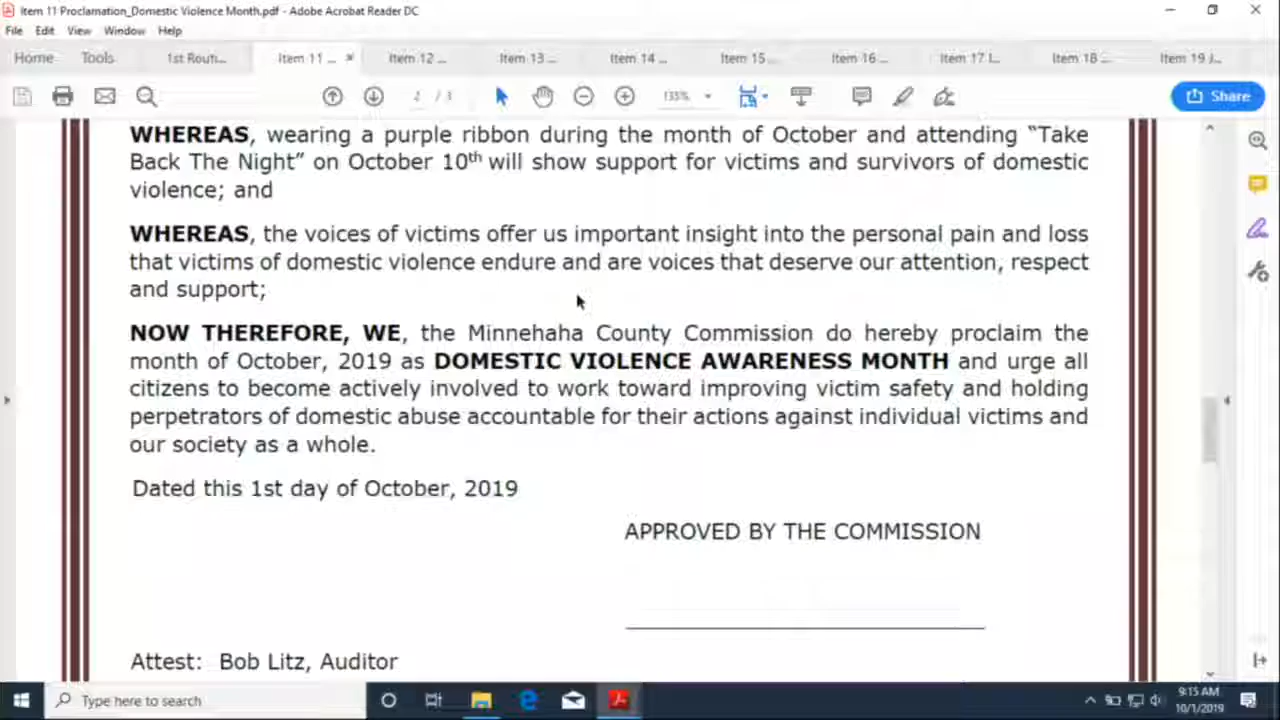 Item 11 Proclamation_Domestic Violence Month.pdf - Adobe Acrobat Reader DC
File Edit View Window Help
Home Tools 1st Routi... Item 11 ... × Item 12 ... Item 13 ... Item 14 ... Item 15... Item 16 ... Item 17 I... Item 18 ... Item 19 J...
2 / 3 135% Share
WHEREAS, wearing a purple ribbon during the month of October and attending “Take
Back The Night” on October 10th will show support for victims and survivors of domestic
violence; and
WHEREAS, the voices of victims offer us important insight into the personal pain and loss
that victims of domestic violence endure and are voices that deserve our attention, respect
and support;
NOW THEREFORE, WE, the Minnehaha County Commission do hereby proclaim the
month of October, 2019 as DOMESTIC VIOLENCE AWARENESS MONTH and urge all
citizens to become actively involved to work toward improving victim safety and holding
perpetrators of domestic abuse accountable for their actions against individual victims and
our society as a whole.
Dated this 1st day of October, 2019
APPROVED BY THE COMMISSION
Attest: Bob Litz, Auditor
Type here to search
9:15 AM
10/1/2019